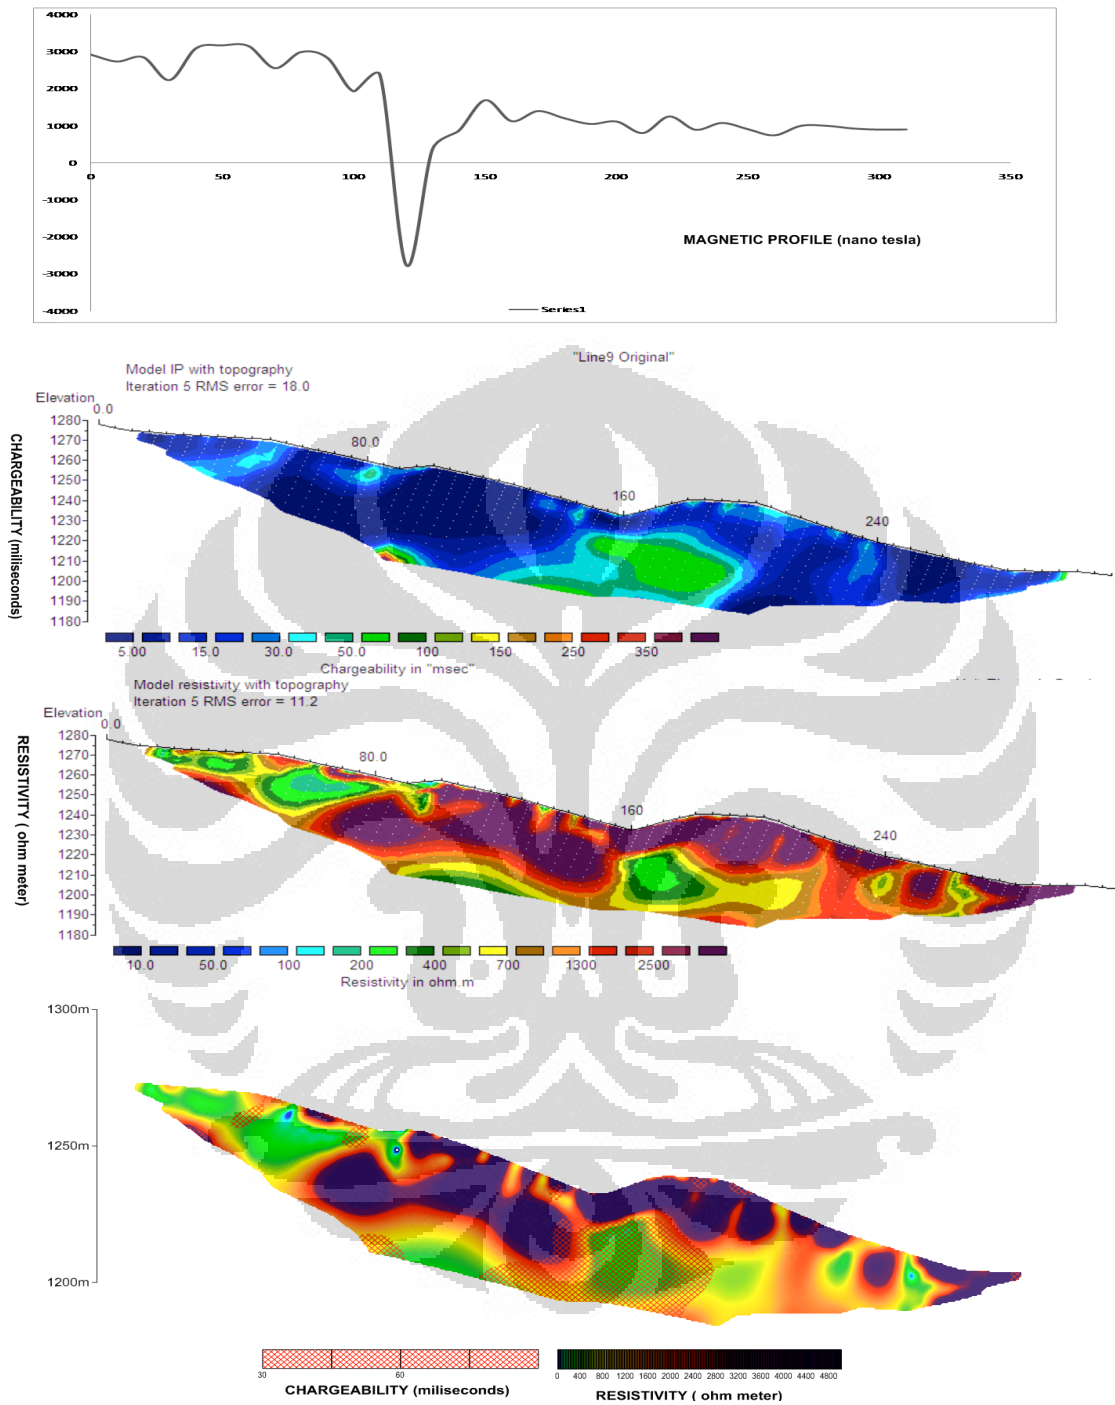 4000
3000
2000
1000
0
-1000
-2000
-3000
-4000
0 50 100 150 200 250 300 350
MAGNETIC PROFILE (nano tesla)
Series1
"Line9 Original"
Model IP with topography
Iteration 5 RMS error = 18.0
Elevation
0.0
80.0
160
240
CHARGEABILITY (miliseconds)
1280
1270
1260
1250
1240
1230
1220
1210
1200
1190
1180
5.00 15.0 30.0 50.0 100 150 250 350
Chargeability in "msec"
Model resistivity with topography
Iteration 5 RMS error = 11.2
Elevation
0.0
80.0
160
240
RESISTIVITY ( ohm meter)
1280
1270
1260
1250
1240
1230
1220
1210
1200
1190
1180
10.0 50.0 100 200 400 700 1300 2500
Resistivity in ohm.m
1300m
1250m
1200m
30 60
CHARGEABILITY (miliseconds)
0 400 800 1200 1600 2000 2400 2800 3200 3600 4000 4400 4800
RESISTIVITY ( ohm meter)